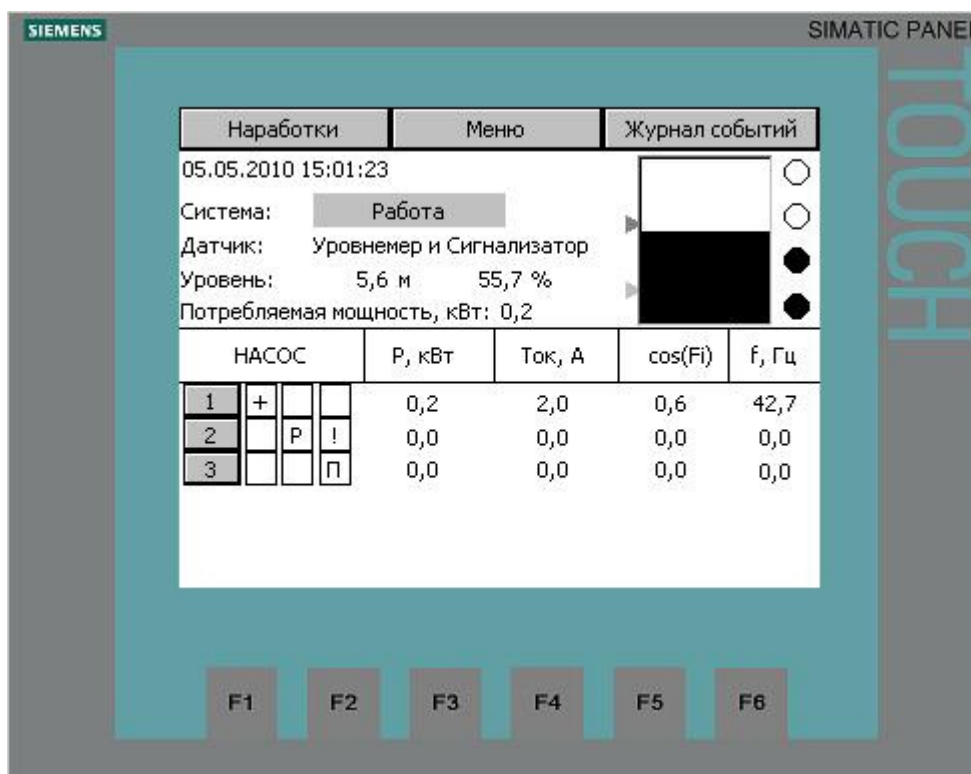 SIEMENS
SIMATIC PANEL
TOUCH
Наработки Меню Журнал событий
05.05.2010 15:01:23
Система: Работа
Датчик: Уровнемер и Сигнализатор
Уровень: 5,6 м 55,7 %
Потребляемая мощность, кВт: 0,2
НАСОС P, кВт Ток, А cos(Fi) f, Гц
1 + 0,2 2,0 0,6 42,7
2 Р ! 0,0 0,0 0,0 0,0
3 П 0,0 0,0 0,0 0,0
F1 F2 F3 F4 F5 F6